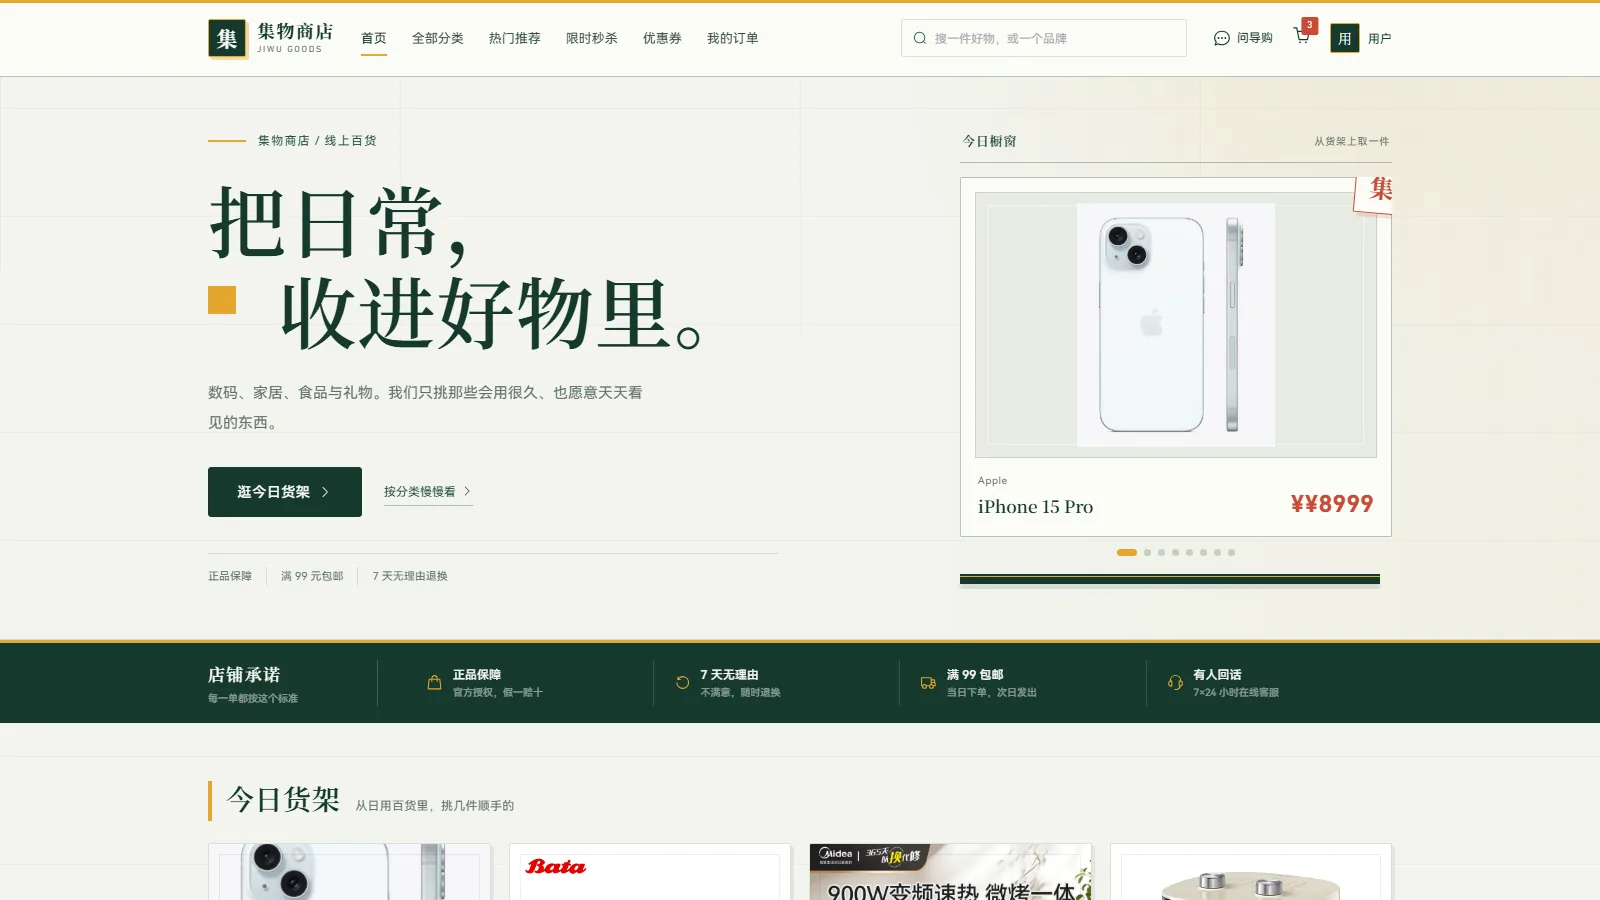 集
集物商店
JIWU GOODS
首页
全部分类
热门推荐
限时秒杀
优惠券
我的订单
搜一件好物，或一个品牌
问导购
3
用
用户
集物商店 / 线上百货
把日常，
收进好物里。
数码、家居、食品与礼物。我们只挑那些会用很久、也愿意天天看
见的东西。
逛今日货架
按分类慢慢看
正品保障
满 99 元包邮
7 天无理由退换
今日橱窗
从货架上取一件
集
Apple
iPhone 15 Pro
¥¥8999
店铺承诺
每一单都按这个标准
正品保障
官方授权，假一赔十
7 天无理由
不满意，随时退换
满 99 包邮
当日下单，次日发出
有人回话
7×24 小时在线客服
今日货架
从日用百货里，挑几件顺手的
Bata
Midea
365天
只换不修
900W变频速热 微烤一体